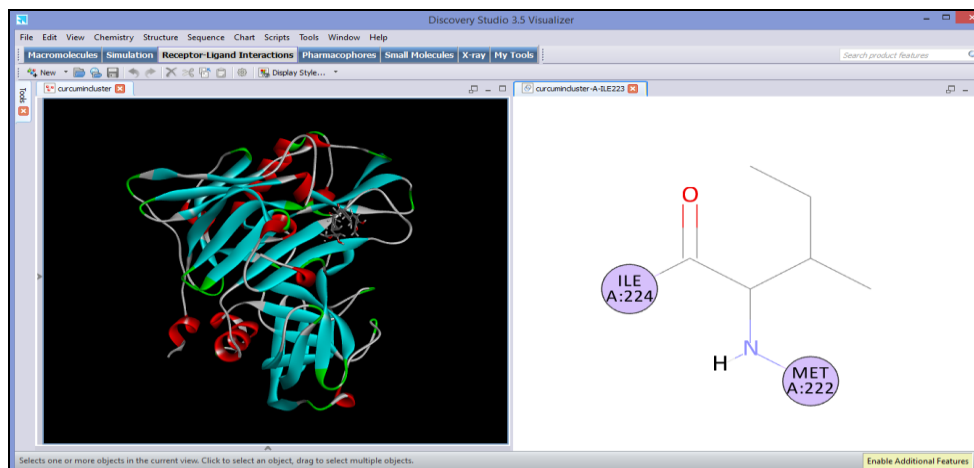 Discovery Studio 3.5 Visualizer
File Edit View Chemistry Structure Sequence Chart Scripts Tools Window Help
Macromolecules Simulation Receptor-Ligand Interactions Pharmacophores Small Molecules X-ray My Tools
Search product features
New Display Style...
Tools
curcumincluster
curcumincluster-A-ILE223
O
ILE
A:224
N
H
MET
A:222
Selects one or more objects in the current view. Click to select an object, drag to select multiple objects.
Enable Additional Features